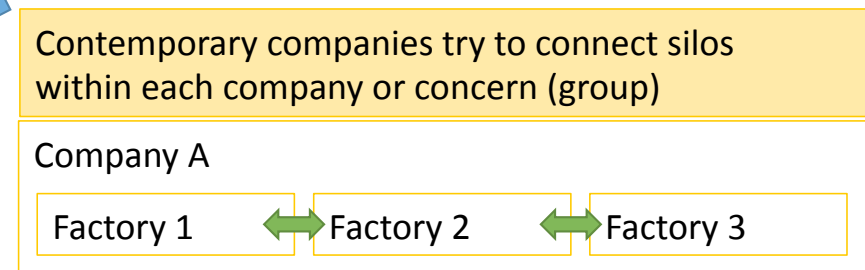 Contemporary companies try to connect silos
within each company or concern (group)
Company A
Factory 1 Factory 2 Factory 3